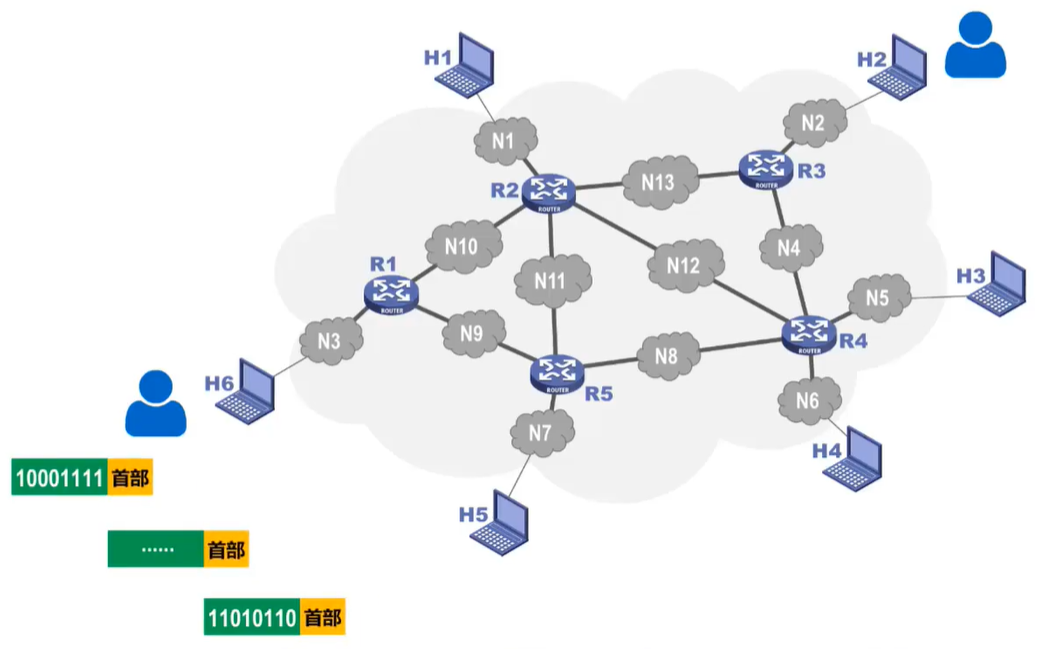 H1
H2
N1
N2
R2
N13
R3
ROUTER
ROUTER
N10
N12
N4
R1
N11
H3
ROUTER
N5
N3
N9
N8
R4
ROUTER
H6
R5
ROUTER
N6
N7
H4
10001111 首部
H5
...... 首部
11010110 首部